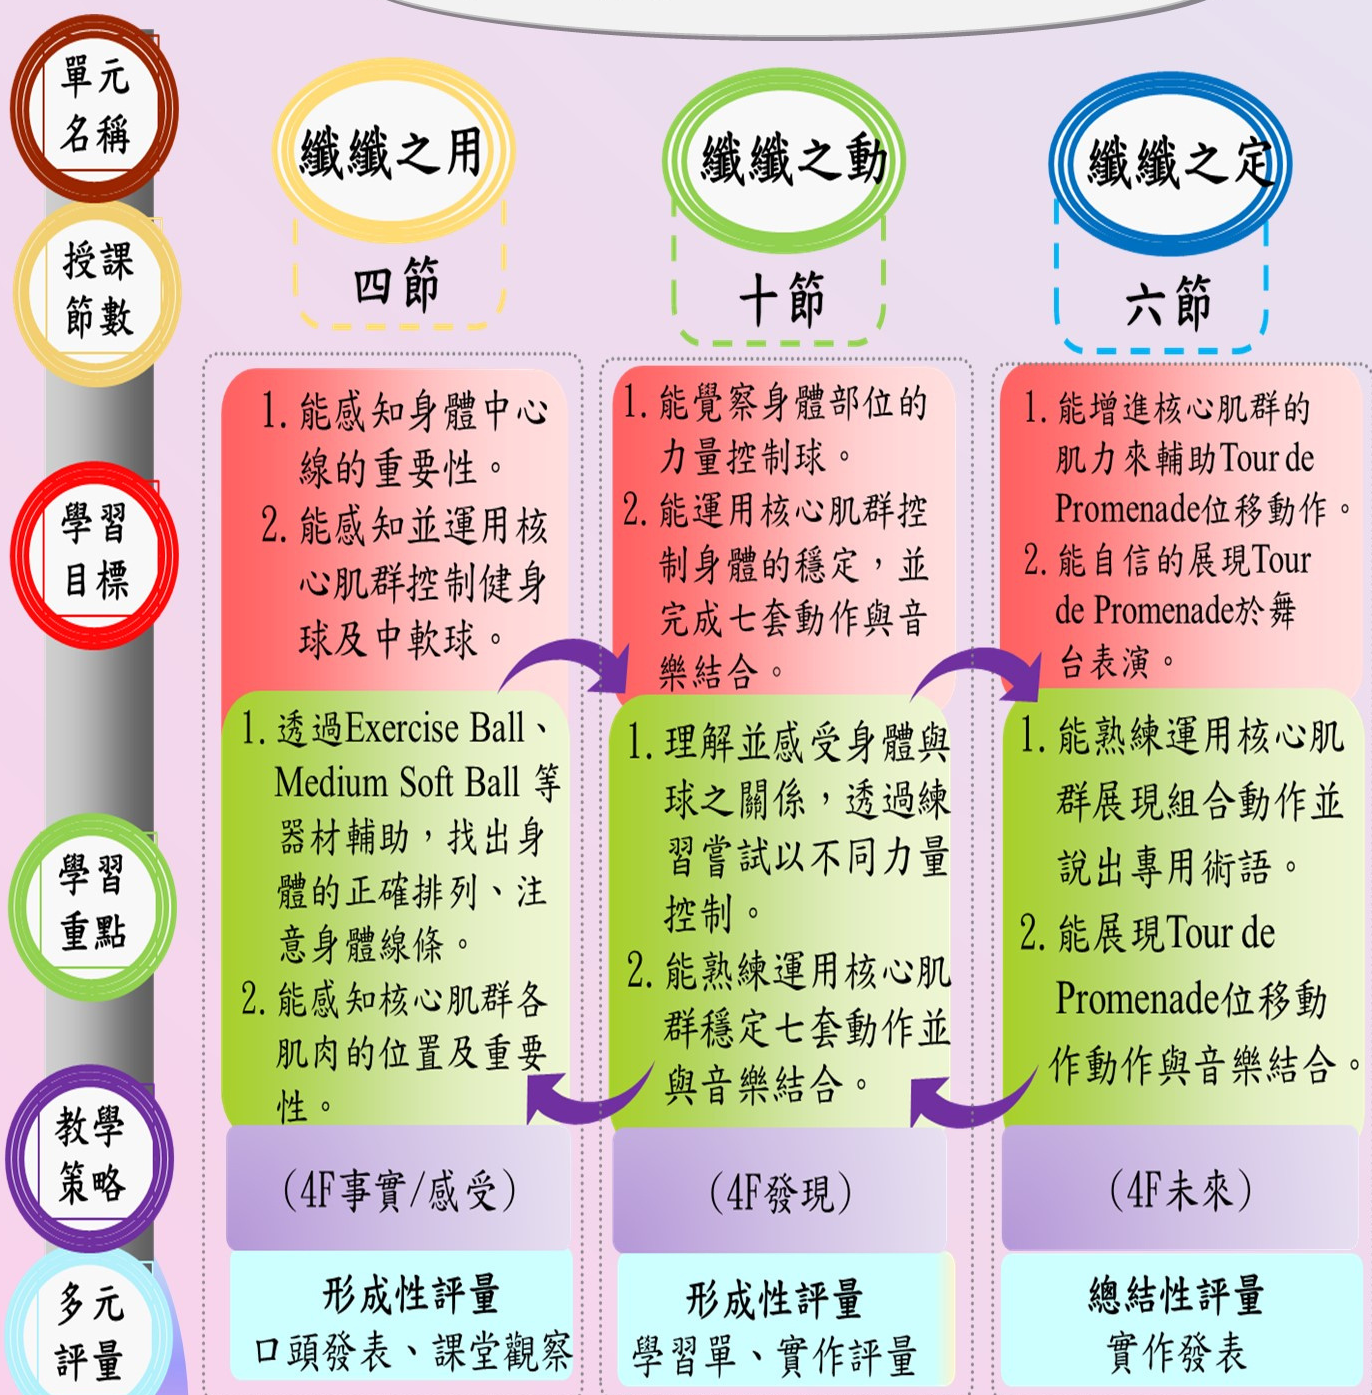 單元
名稱
纖纖之用
纖纖之動
纖纖之定
授課
節數
四節
十節
六節
學習
目標
1. 能感知身體中心
線的重要性。
2. 能感知並運用核
心肌群控制健身
球及中軟球。
1. 能覺察身體部位的
力量控制球。
2. 能運用核心肌群控
制身體的穩定，並
完成七套動作與音
樂結合。
1. 能增進核心肌群的
肌力來輔助Tour de
Promenade位移動作。
2. 能自信的展現Tour
de Promenade於舞
台表演。
學習
重點
1. 透過Exercise Ball、
Medium Soft Ball 等
器材輔助，找出身
體的正確排列、注
意身體線條。
2. 能感知核心肌群各
肌肉的位置及重要
性。
1. 理解並感受身體與
球之關係，透過練
習嘗試以不同力量
控制。
2. 能熟練運用核心肌
群穩定七套動作並
與音樂結合。
1. 能熟練運用核心肌
群展現組合動作並
說出專用術語。
2. 能展現Tour de
Promenade位移動
作動作與音樂結合。
教學
策略
(4F事實/感受)
(4F發現)
(4F未來)
多元
評量
形成性評量
口頭發表、課堂觀察
形成性評量
學習單、實作評量
總結性評量
實作發表